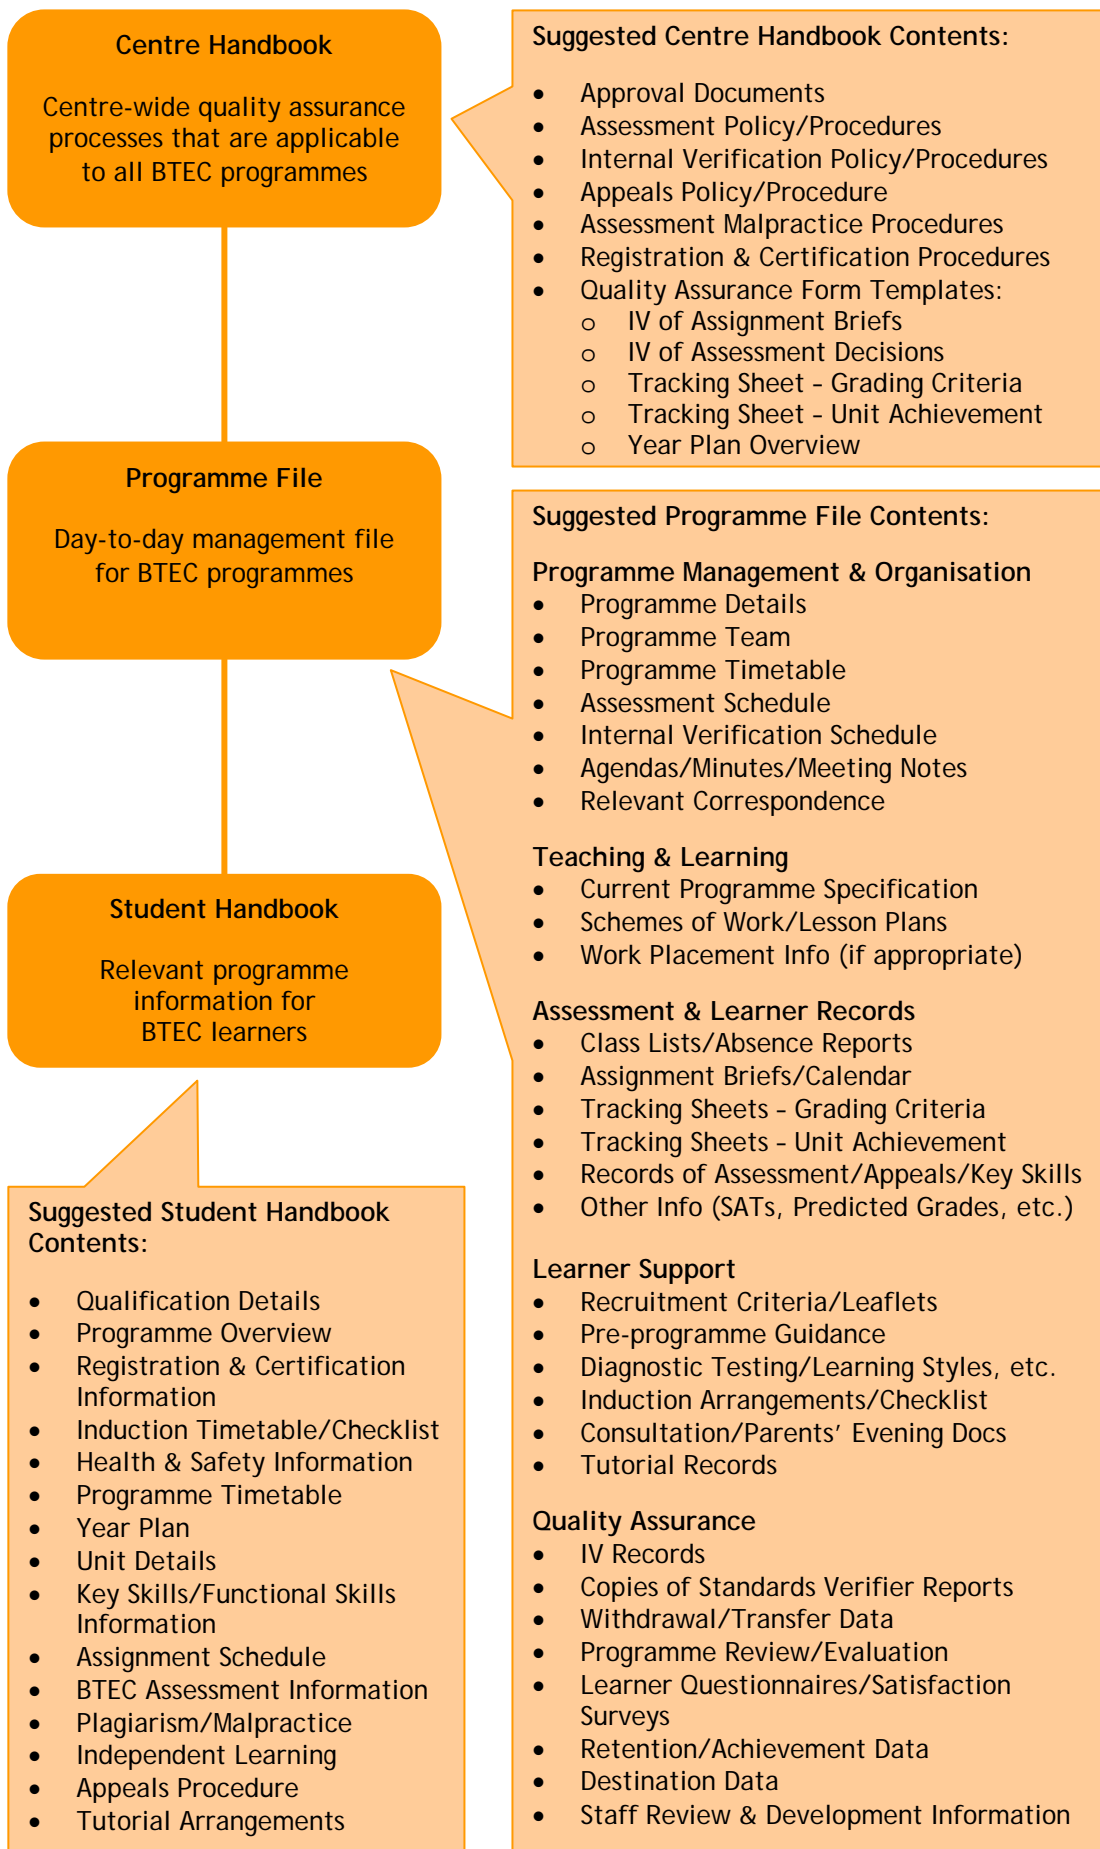 Centre Handbook
Centre-wide quality assurance
processes that are applicable
to all BTEC programmes
Suggested Centre Handbook Contents:
• Approval Documents
• Assessment Policy/Procedures
• Internal Verification Policy/Procedures
• Appeals Policy/Procedure
• Assessment Malpractice Procedures
• Registration & Certification Procedures
• Quality Assurance Form Templates:
o IV of Assignment Briefs
o IV of Assessment Decisions
o Tracking Sheet – Grading Criteria
o Tracking Sheet – Unit Achievement
o Year Plan Overview
Programme File
Day-to-day management file
for BTEC programmes
Suggested Programme File Contents:
Programme Management & Organisation
• Programme Details
• Programme Team
• Programme Timetable
• Assessment Schedule
• Internal Verification Schedule
• Agendas/Minutes/Meeting Notes
• Relevant Correspondence
Teaching & Learning
• Current Programme Specification
• Schemes of Work/Lesson Plans
• Work Placement Info (if appropriate)
Assessment & Learner Records
• Class Lists/Absence Reports
• Assignment Briefs/Calendar
• Tracking Sheets – Grading Criteria
• Tracking Sheets – Unit Achievement
• Records of Assessment/Appeals/Key Skills
• Other Info (SATs, Predicted Grades, etc.)
Learner Support
• Recruitment Criteria/Leaflets
• Pre-programme Guidance
• Diagnostic Testing/Learning Styles, etc.
• Induction Arrangements/Checklist
• Consultation/Parents’ Evening Docs
• Tutorial Records
Quality Assurance
• IV Records
• Copies of Standards Verifier Reports
• Withdrawal/Transfer Data
• Programme Review/Evaluation
• Learner Questionnaires/Satisfaction
Surveys
• Retention/Achievement Data
• Destination Data
• Staff Review & Development Information
Student Handbook
Relevant programme
information for
BTEC learners
Suggested Student Handbook
Contents:
• Qualification Details
• Programme Overview
• Registration & Certification
Information
• Induction Timetable/Checklist
• Health & Safety Information
• Programme Timetable
• Year Plan
• Unit Details
• Key Skills/Functional Skills
Information
• Assignment Schedule
• BTEC Assessment Information
• Plagiarism/Malpractice
• Independent Learning
• Appeals Procedure
• Tutorial Arrangements